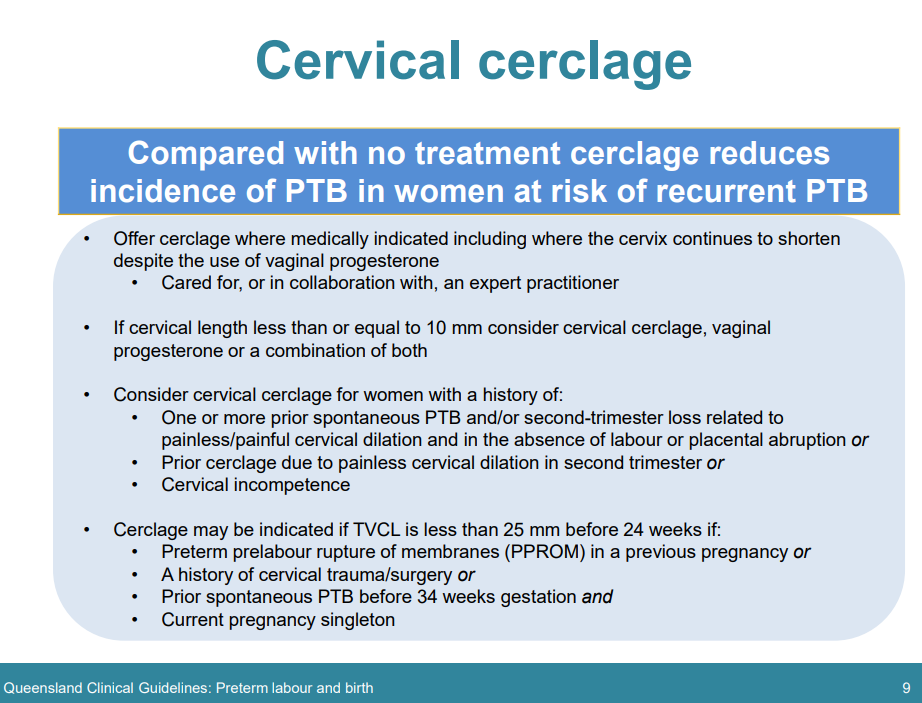 Cervical cerclage
Compared with no treatment cerclage reduces
incidence of PTB in women at risk of recurrent PTB
• Offer cerclage where medically indicated including where the cervix continues to shorten
despite the use of vaginal progesterone
• Cared for, or in collaboration with, an expert practitioner
• If cervical length less than or equal to 10 mm consider cervical cerclage, vaginal
progesterone or a combination of both
• Consider cervical cerclage for women with a history of:
• One or more prior spontaneous PTB and/or second-trimester loss related to
painless/painful cervical dilation and in the absence of labour or placental abruption or
• Prior cerclage due to painless cervical dilation in second trimester or
• Cervical incompetence
• Cerclage may be indicated if TVCL is less than 25 mm before 24 weeks if:
• Preterm prelabour rupture of membranes (PPROM) in a previous pregnancy or
• A history of cervical trauma/surgery or
• Prior spontaneous PTB before 34 weeks gestation and
• Current pregnancy singleton
Queensland Clinical Guidelines: Preterm labour and birth 9